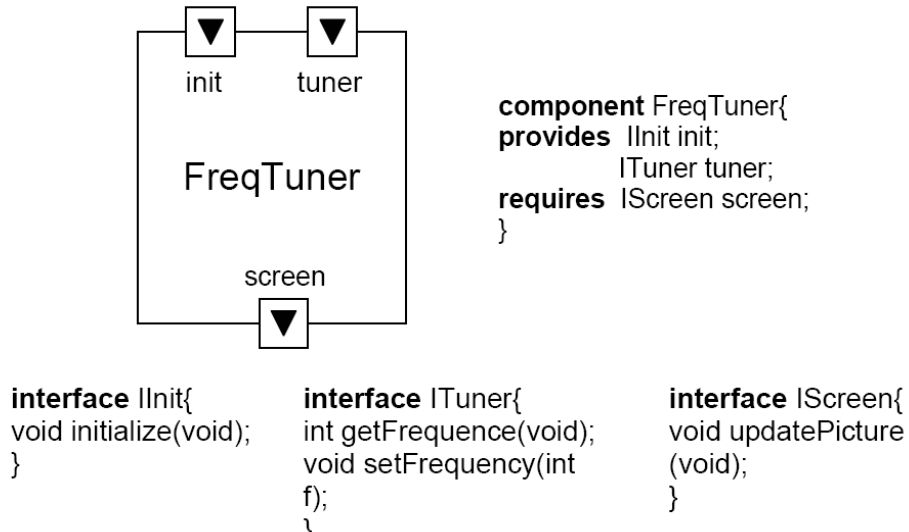 init tuner
FreqTuner
screen
component FreqTuner{
provides IInit init;
ITuner tuner;
requires IScreen screen;
}
interface IInit{
void initialize(void);
}
interface ITuner{
int getFrequence(void);
void setFrequency(int
f);
}
interface IScreen{
void updatePicture
(void);
}